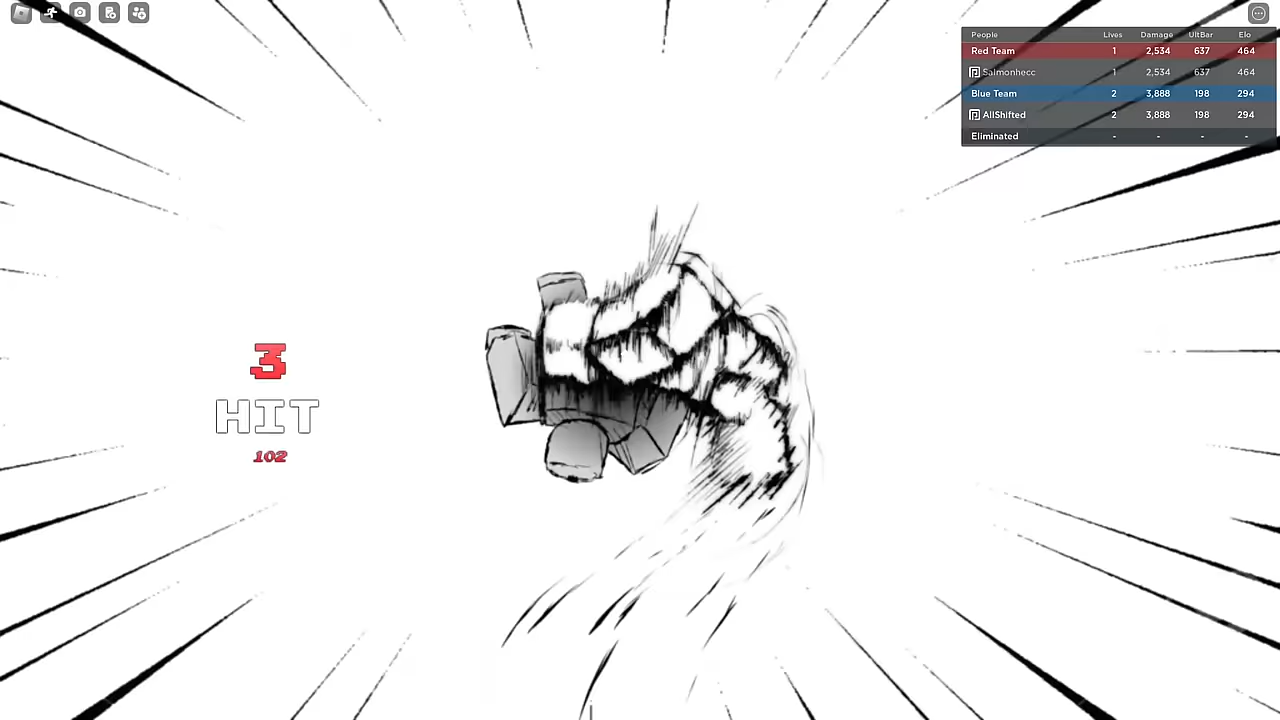 People Lives Damage UltBar Elo
Red Team 1 2,534 637 464
Salmonhecc 1 2,534 637 464
Blue Team 2 3,888 198 294
AllShifted 2 3,888 198 294
Eliminated - - - -
3
HIT
102